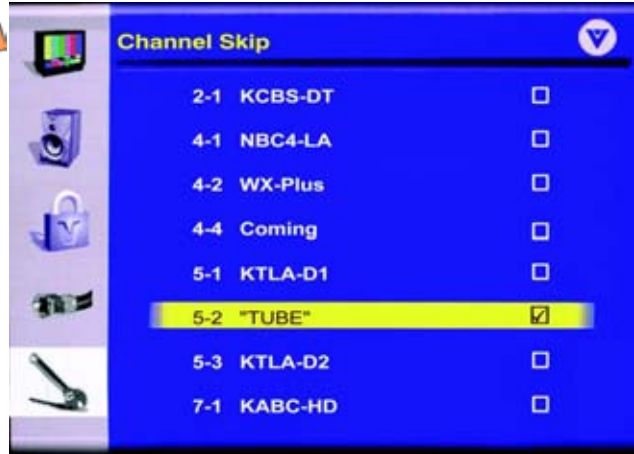 Channel Skip
V
2-1 KCBS-DT
4-1 NBC4-LA
4-2 WX-Plus
4-4 Coming
5-1 KTLA-D1
5-2 "TUBE"
5-3 KTLA-D2
7-1 KABC-HD